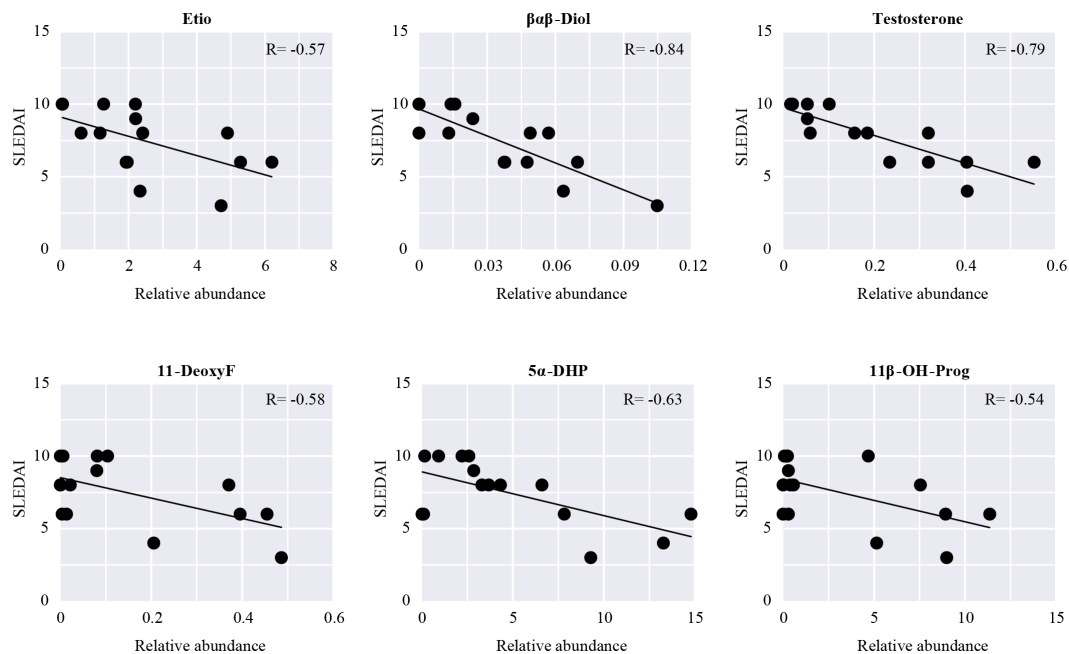 Etio βαβ-Diol Testosterone
15 15 15
R= -0.57 R= -0.84 R= -0.79
10 10 10
SLEDAI SLEDAI SLEDAI
5 5 5
0 0 0
0 2 4 6 8 0 0.03 0.06 0.09 0.12 0 0.2 0.4 0.6
Relative abundance Relative abundance Relative abundance
11-DeoxyF 5α-DHP 11β-OH-Prog
15 15 15
R= -0.58 R= -0.63 R= -0.54
10 10 10
SLEDAI SLEDAI SLEDAI
5 5 5
0 0 0
0 0.2 0.4 0.6 0 5 10 15 0 5 10 15
Relative abundance Relative abundance Relative abundance